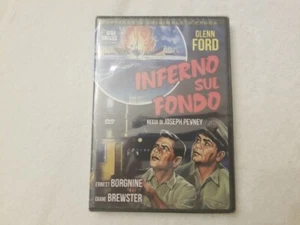 GLENN
FORD
INFERNO
SUL
FONDO
REGIA DI JOSEPH PEVNEY
DVD
ERNEST BORGNINE
DIANE BREWSTER